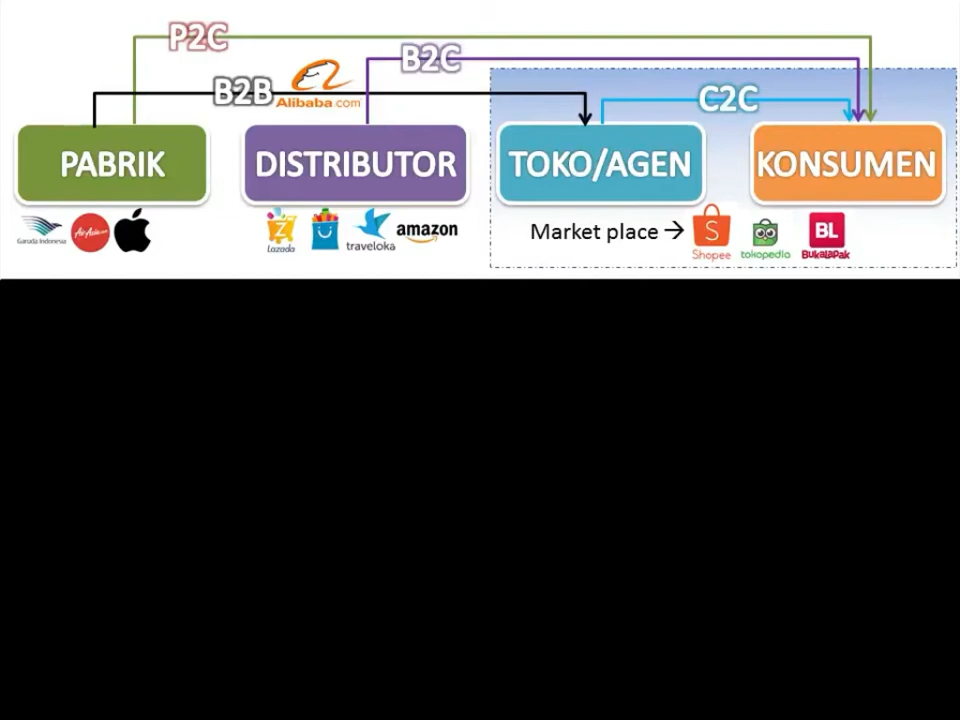 P2C
B2C
B2B
Alibaba.com
C2C
PABRIK
DISTRIBUTOR
TOKO/AGEN
KONSUMEN
Garuda Indonesia
AirAsia.com
Lazada
traveloka
amazon
Market place →
S
Shopee
tokopedia
BL
BukaLapak